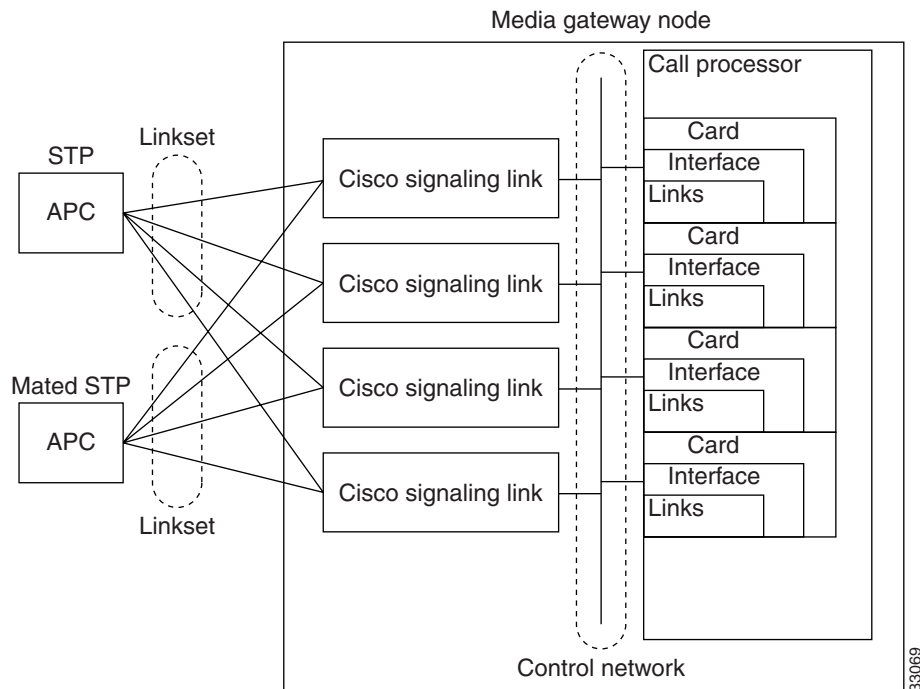 Media gateway node
Call processor
Linkset
STP
APC
Mated STP
APC
Linkset
Cisco signaling link
Cisco signaling link
Cisco signaling link
Cisco signaling link
Card
Interface
Links
Card
Interface
Links
Card
Interface
Links
Card
Interface
Links
Control network
33069